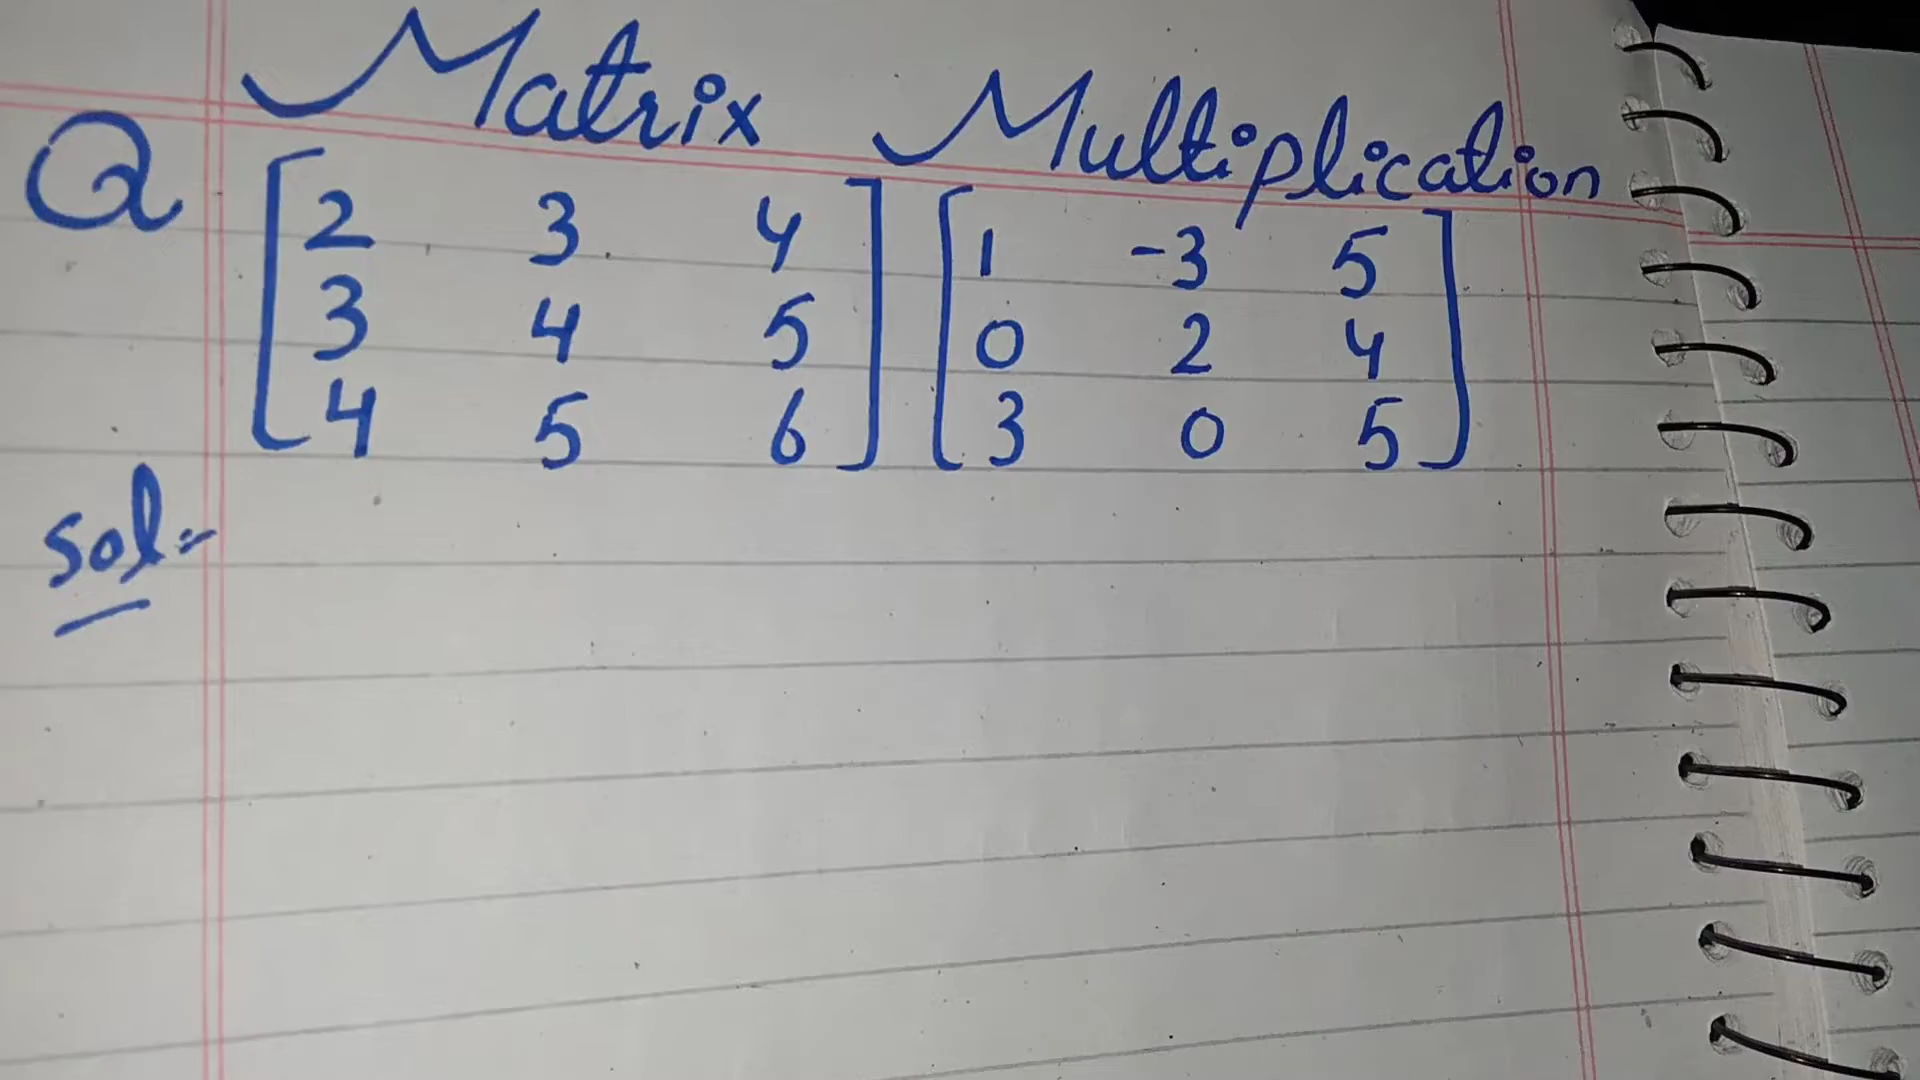 Matrix Multiplication
Q [2 3 4] [1 -3 5]
[3 4 5] [0 2 4]
[4 5 6] [3 0 5]
sol=